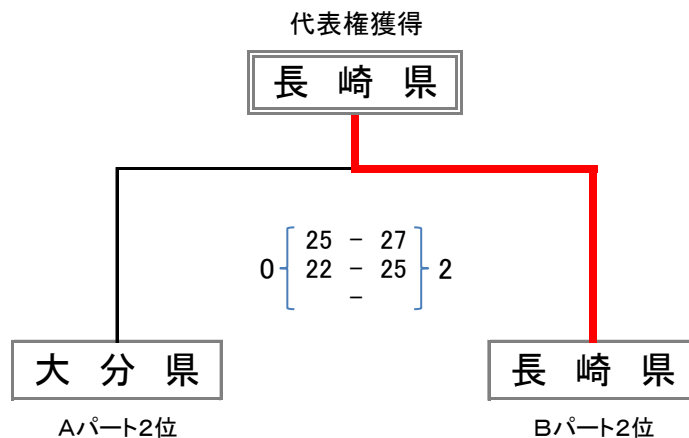 代表権獲得
長 崎 県
25 - 27
0 22 - 25 2
-
大 分 県 長 崎 県
Aパート2位 Bパート2位